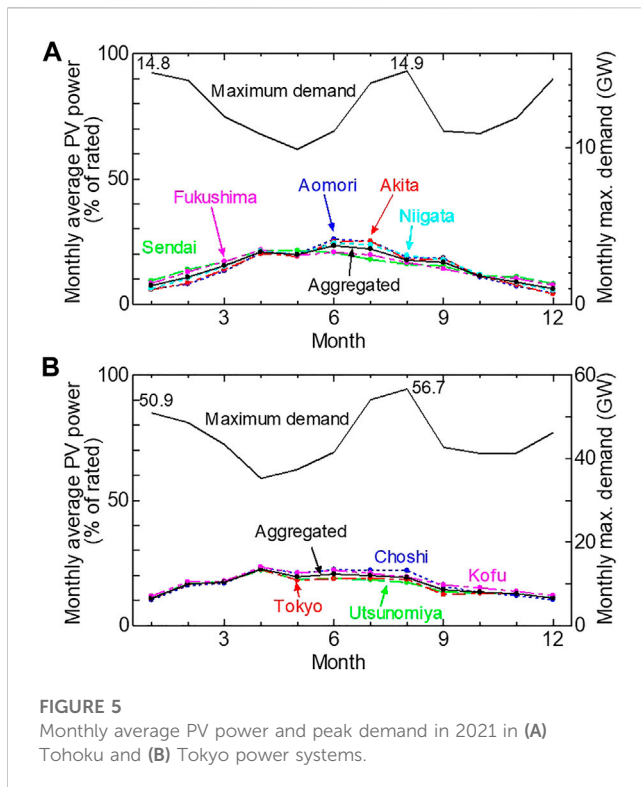 A
Monthly average PV power
(% of rated)
100
50
0
14.8
14.9
Maximum demand
Fukushima
Aomori
Akita
Niigata
Sendai
Aggregated
10
0
Monthly max. demand (GW)
3
6
9
12
Month
B
Monthly average PV power
(% of rated)
100
50
0
50.9
56.7
Maximum demand
Aggregated
Choshi
Kofu
Tokyo
Utsunomiya
60
40
20
0
Monthly max. demand (GW)
3
6
9
12
Month
FIGURE 5
Monthly average PV power and peak demand in 2021 in (A)
Tohoku and (B) Tokyo power systems.